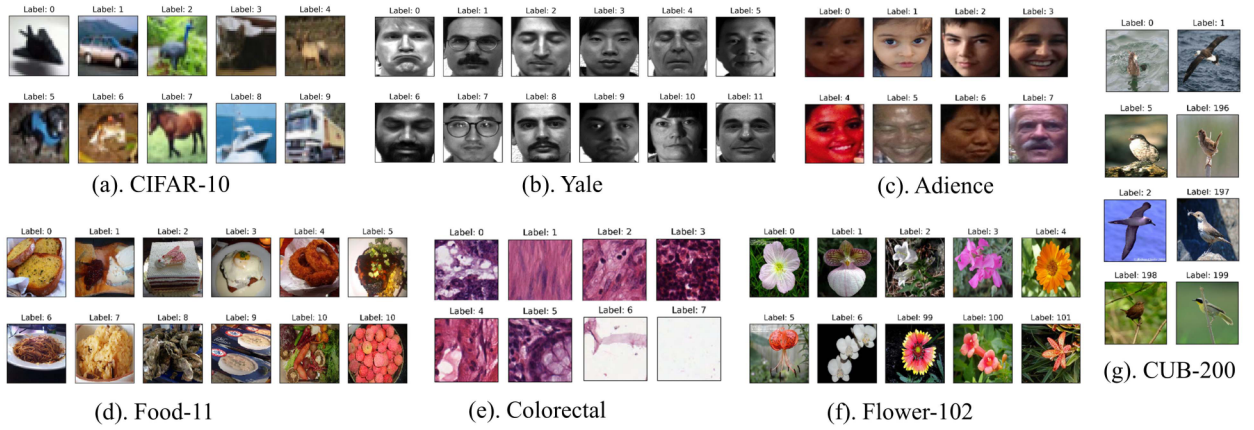 Label: 0 Label: 1 Label: 2 Label: 3 Label: 4
Label: 5 Label: 6 Label: 7 Label: 8 Label: 9
(a). CIFAR-10
Label: 0 Label: 1 Label: 2 Label: 3 Label: 4 Label: 5
Label: 6 Label: 7 Label: 8 Label: 9 Label: 10 Label: 11
(b). Yale
Label: 0 Label: 1 Label: 2 Label: 3
Label: 4 Label: 5 Label: 6 Label: 7
(c). Adience
Label: 0 Label: 1 Label: 2 Label: 3 Label: 4 Label: 5
Label: 6 Label: 7 Label: 8 Label: 9 Label: 10 Label: 10
(d). Food-11
Label: 0 Label: 1 Label: 2 Label: 3
Label: 4 Label: 5 Label: 6 Label: 7
(e). Colorectal
Label: 0 Label: 1 Label: 2 Label: 3 Label: 4
Label: 5 Label: 6 Label: 99 Label: 100 Label: 101
(f). Flower-102
Label: 0 Label: 1
Label: 5 Label: 196
Label: 2 Label: 197
Label: 198 Label: 199
(g). CUB-200